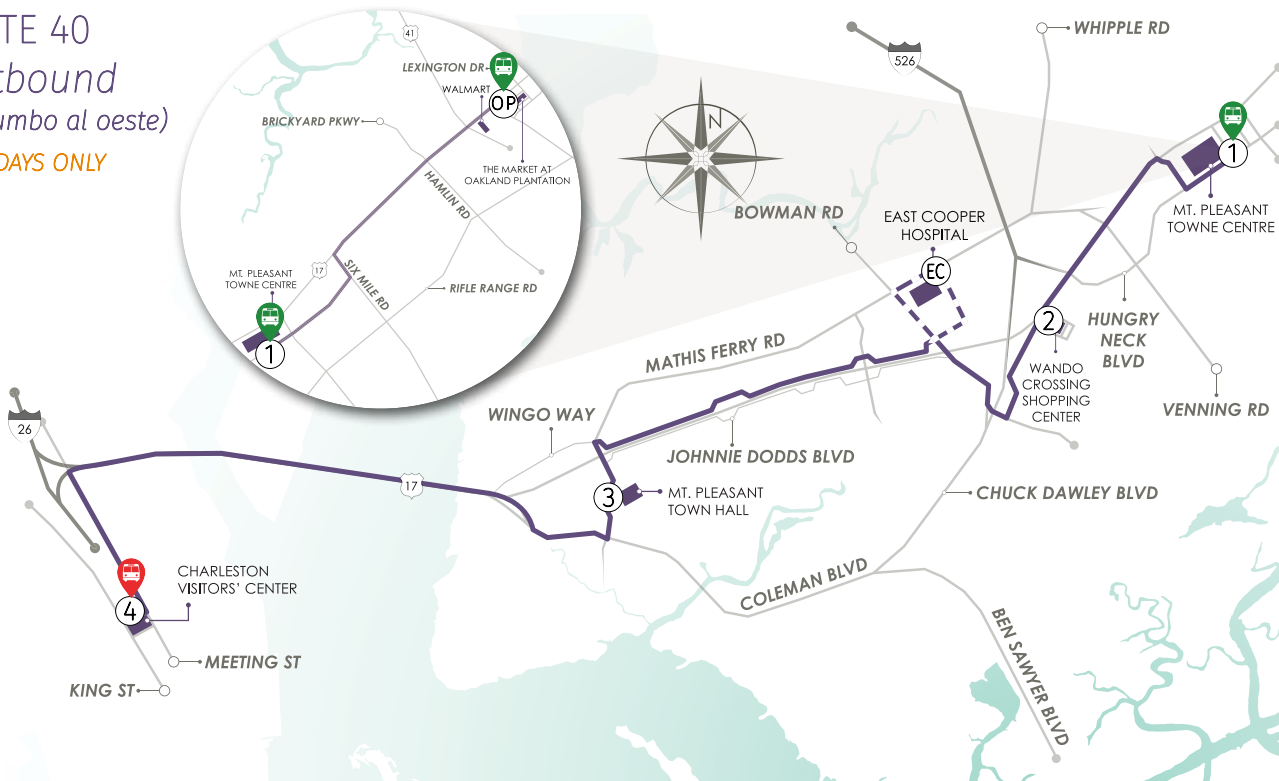 TE 40
tbound
umbo al oeste)
DAYS ONLY
41
LEXINGTON DR
OP
WALMART
BRICKYARD PKWY
THE MARKET AT
OAKLAND PLANTATION
HAMLIN RD
17
SIX MILE RD
MT. PLEASANT
TOWNE CENTRE
RIFLE RANGE RD
1
N
526
WHIPPLE RD
1
MT. PLEASANT
TOWNE CENTRE
BOWMAN RD
EAST COOPER
HOSPITAL
EC
2
HUNGRY
NECK
BLVD
WANDO
CROSSING
SHOPPING
CENTER
VENNING RD
MATHIS FERRY RD
WINGO WAY
JOHNNIE DODDS BLVD
26
17
3
MT. PLEASANT
TOWN HALL
CHUCK DAWLEY BLVD
CHARLESTON
VISITORS' CENTER
4
COLEMAN BLVD
BEN SAWYER BLVD
MEETING ST
KING ST